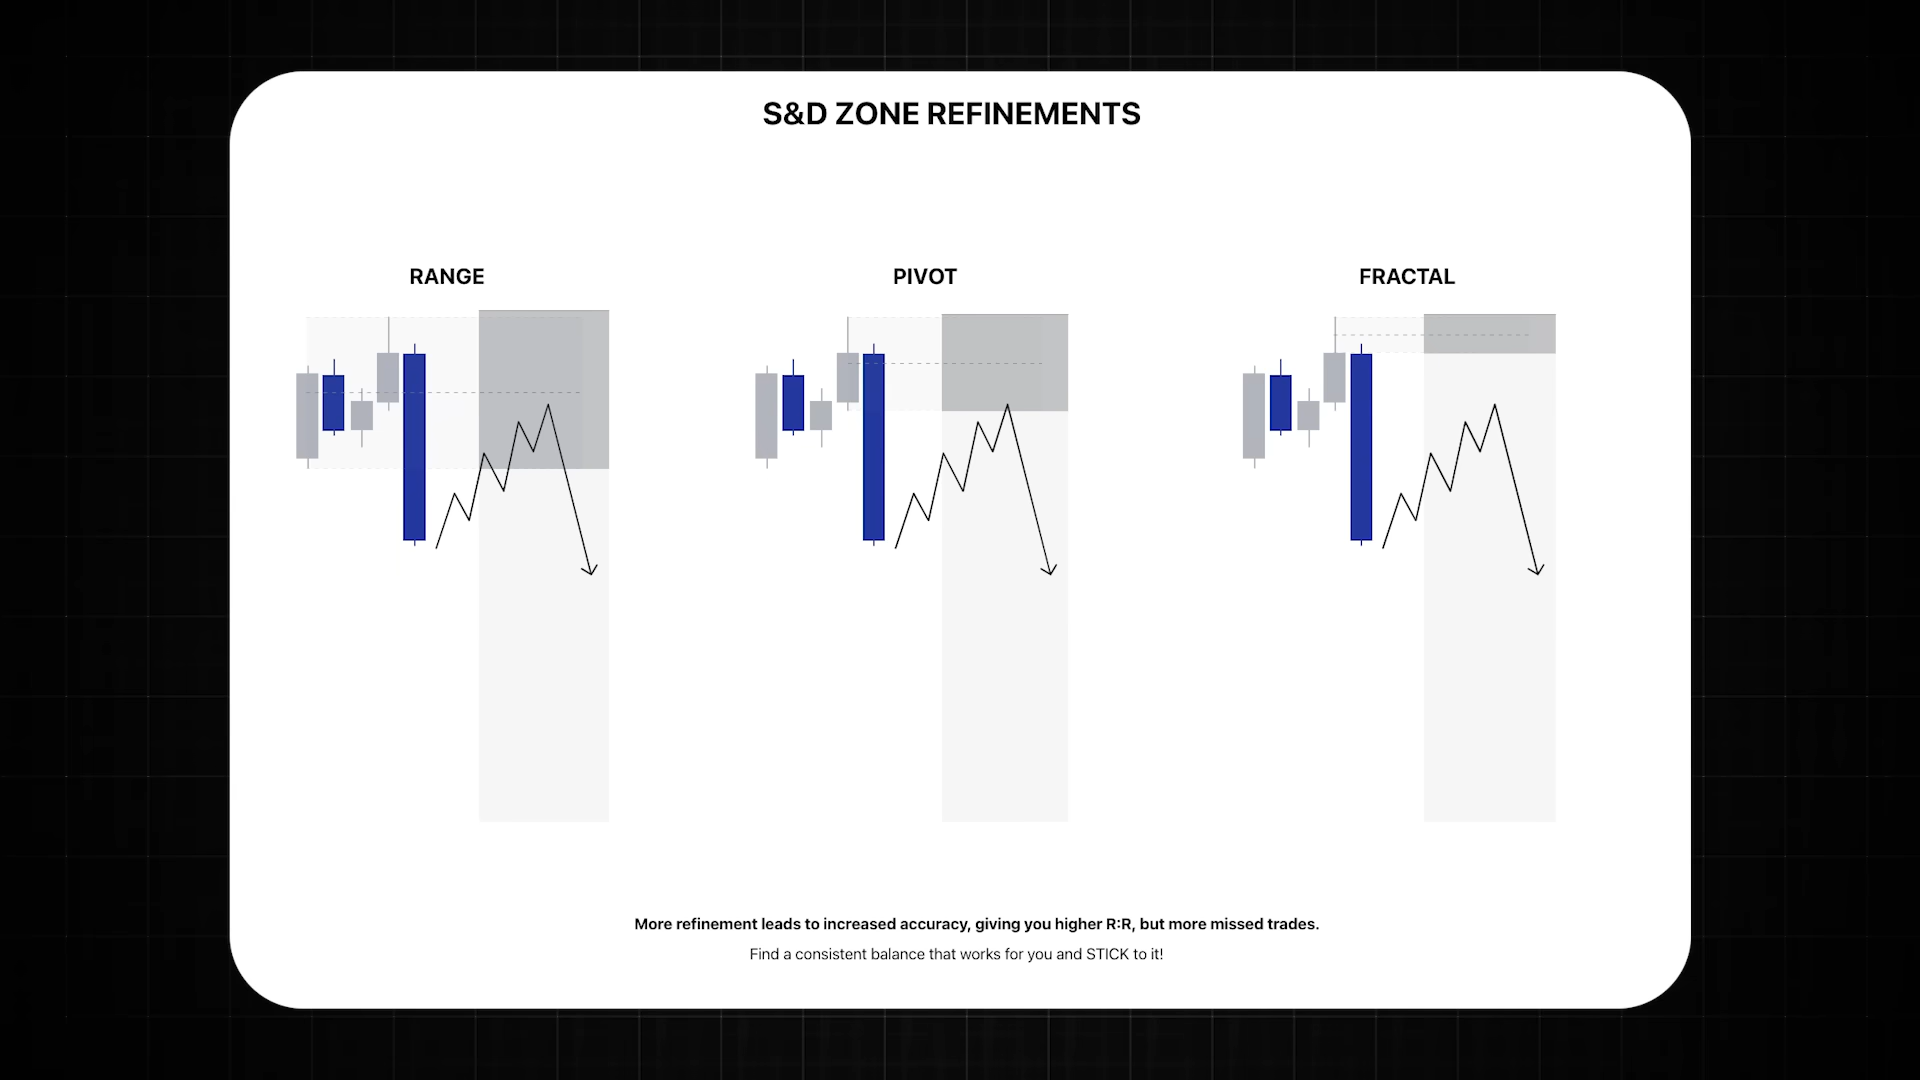 S&D ZONE REFINEMENTS
RANGE
PIVOT
FRACTAL
More refinement leads to increased accuracy, giving you higher R:R, but more missed trades.
Find a consistent balance that works for you and STICK to it!